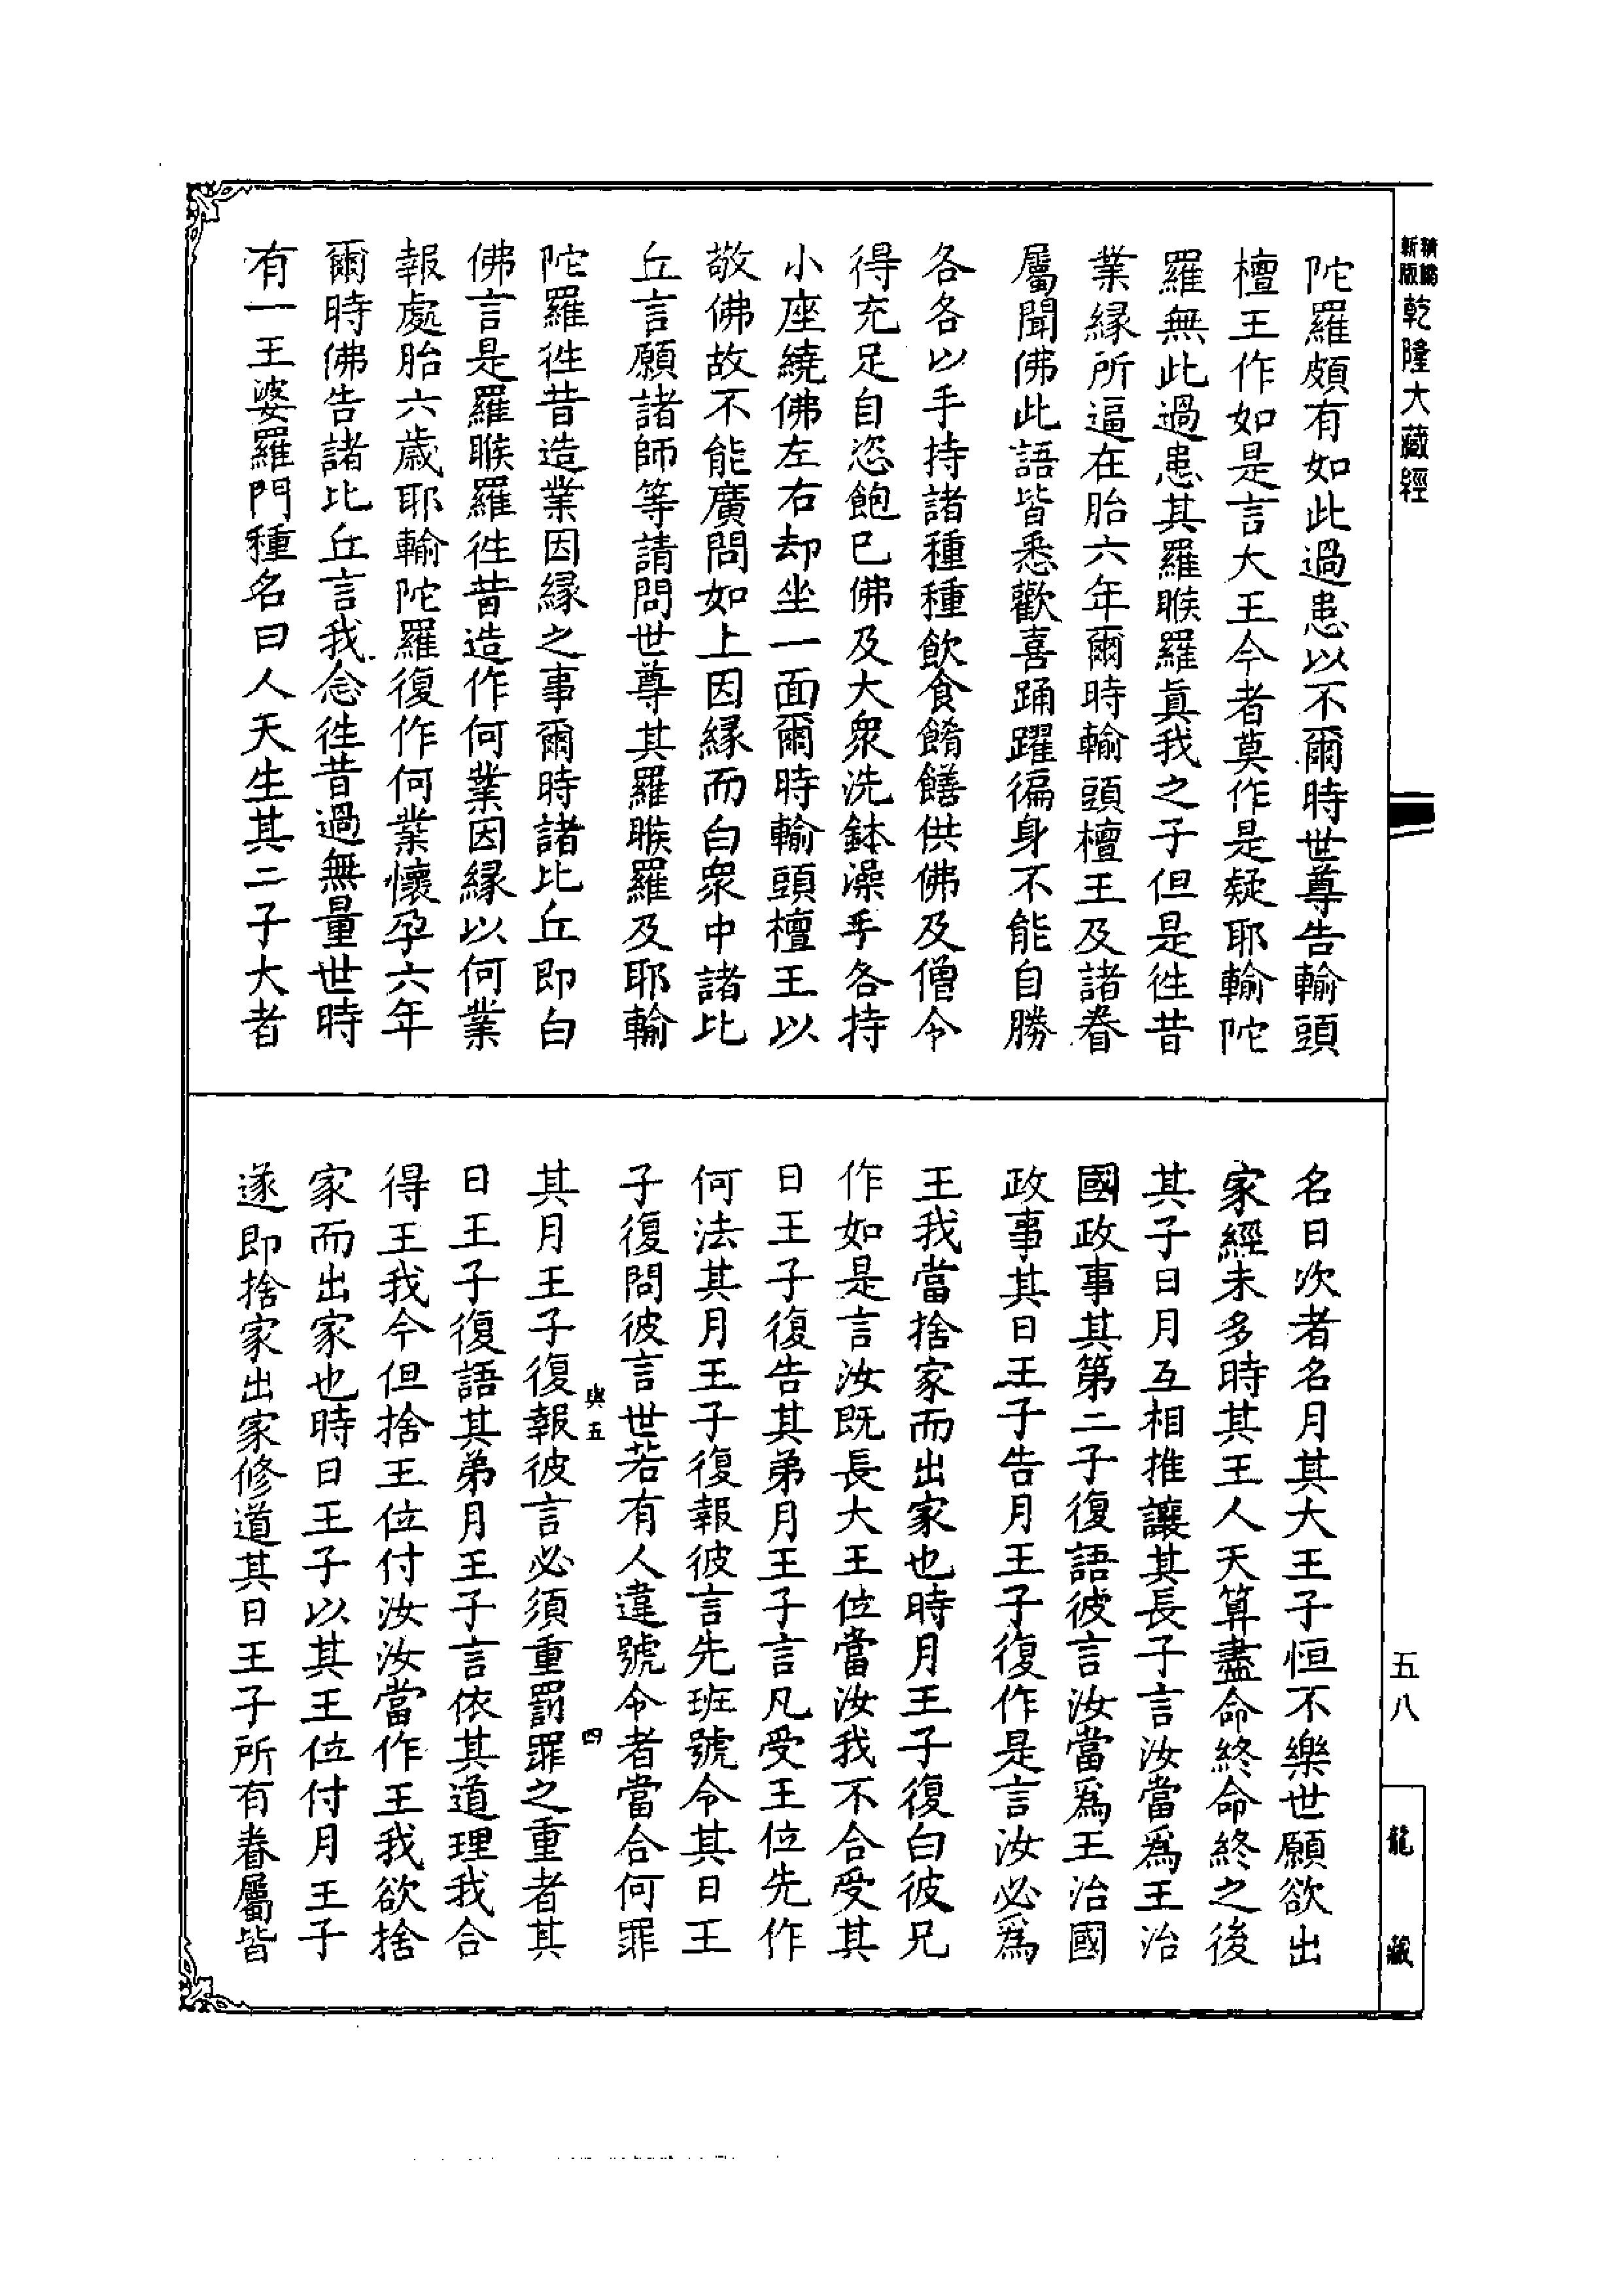 精編
新版
乾隆大藏經
陀羅頗有如此過患以不爾時世尊告輸頭
檀王作如是言大王今者莫作是疑耶輸陀
羅無此過患其羅睺羅真我之子但是徃昔
業緣所逼在胎六年爾時輸頭檀王及諸眷
屬聞佛此語皆悉歡喜踊躍徧身不能自勝
各各以手持諸種種飲食餚饍供佛及僧令
得充足自恣飽已佛及大衆洗鉢澡手各持
小座繞佛左右却坐一面爾時輸頭檀王以
敬佛故不能廣問如上因緣而白衆中諸比
丘言願諸師等請問世尊其羅睺羅及耶輸
陀羅徃昔造業因緣之事爾時諸比丘即白
佛言是羅睺羅徃昔造作何業因緣以何業
報處胎六歲耶輸陀羅復作何業懷孕六年
爾時佛告諸比丘言我念徃昔過無量世時
有一王婆羅門種名曰人天生其二子大者
名日次者名月其大王子恒不樂世願欲出
家經未多時其王人天算盡命終命終之後
其子日月互相推讓其長子言汝當為王治
國政事其第二子復語彼言汝當為王治國
政事其日王子告月王子復作是言汝必為
王我當捨家而出家也時月王子復白彼兄
作如是言汝既長大王位當汝我不合受其
日王子復告其弟月王子言凡受王位先作
何法其月王子復報彼言先班號令其日王
子復問彼言世若有人違號令者當合何罪
輿五
四
其月王子復報彼言必須重罰罪之重者其
日王子復語其弟月王子言依其道理我合
得王我今但捨王位付汝汝當作王我欲捨
家而出家也時日王子以其王位付月王子
遂即捨家出家修道其日王子所有眷屬皆
五八
龍藏